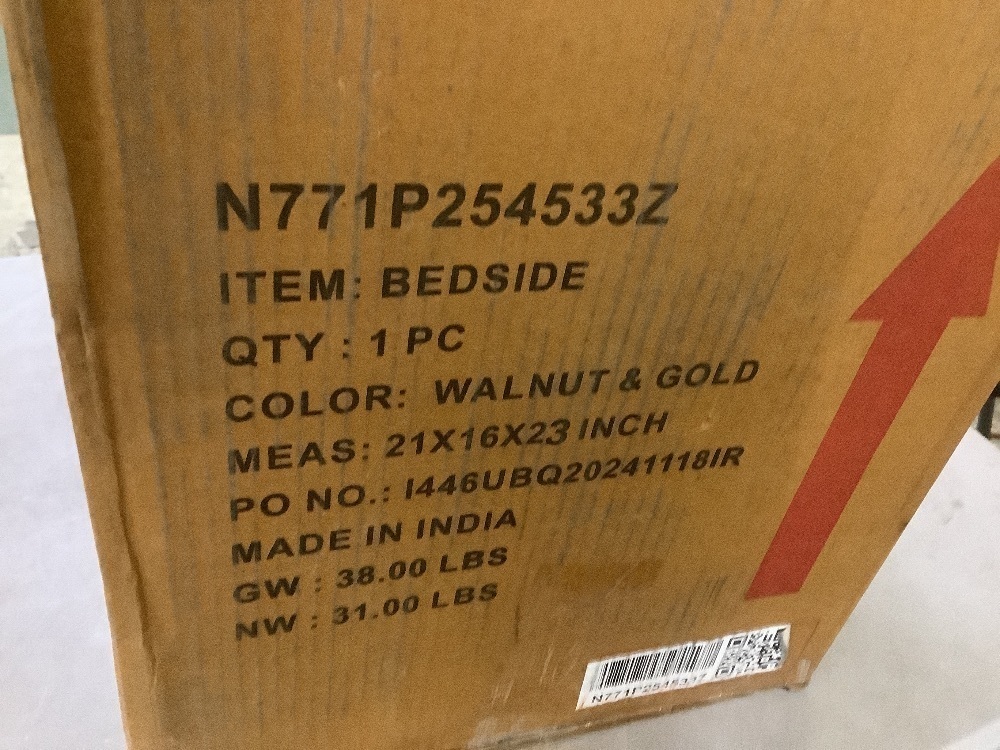 N771P254533Z
ITEM: BEDSIDE
QTY : 1 PC
COLOR: WALNUT & GOLD
MEAS: 21X16X23 INCH
PO NO.: I446UBQ20241118IR
MADE IN INDIA
GW : 38.00 LBS
NW : 31.00 LBS
N771P254533Z